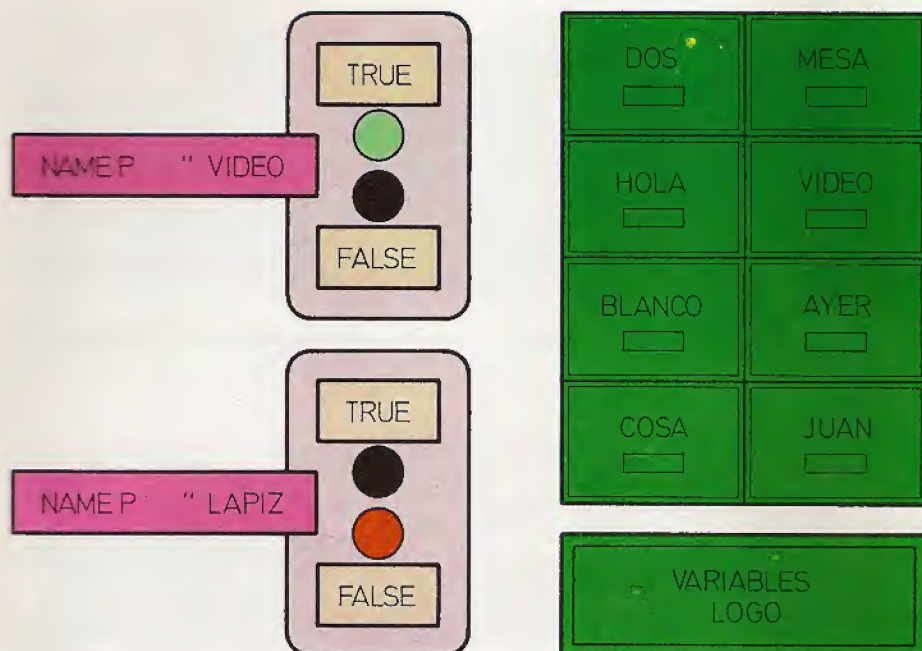 TRUE
NAME P " VIDEO
FALSE
TRUE
NAME P " LAPIZ
FALSE
DOS MESA
HOLA VIDEO
BLANCO AYER
COSA JUAN
VARIABLES
LOGO